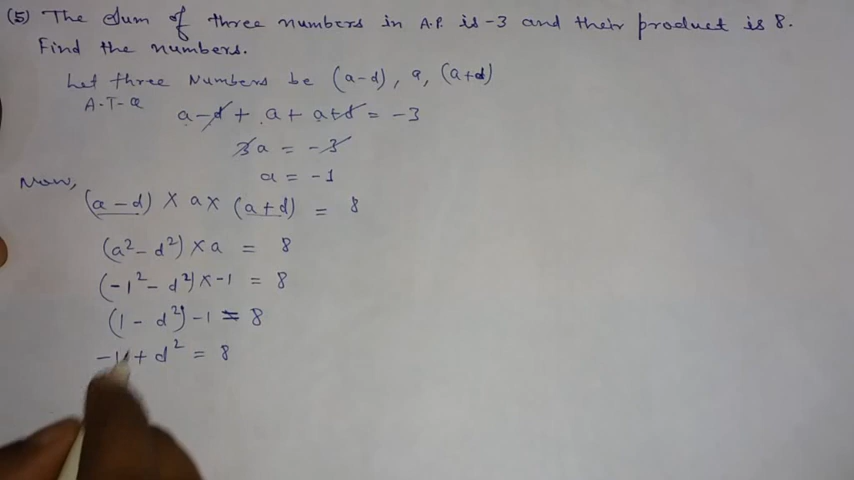 (5) The Sum of three numbers in A.P. is -3 and their product is 8.
Find the numbers.
Let three Numbers be (a-d), a, (a+d)
A-T-Q
a-d + a + a+d = -3
3a = -3
a = -1
Now,
(a-d) × a × (a+d) = 8
(a² - d²) × a = 8
(-1² - d²) × -1 = 8
(1 - d²) -1 = 8
-1 + d² = 8